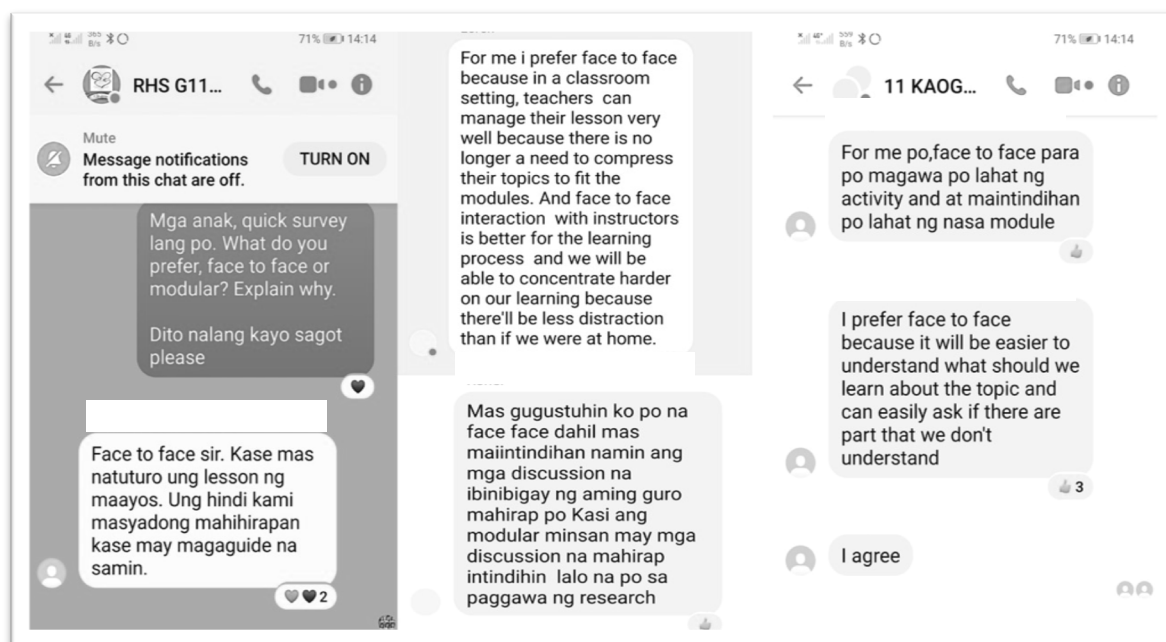 365 B/s 71% 14:14
RHS G11...
Mute
Message notifications
from this chat are off.
TURN ON
Mga anak, quick survey
lang po. What do you
prefer, face to face or
modular? Explain why.
Dito nalang kayo sagot
please
Face to face sir. Kase mas
natuturo ung lesson ng
maayos. Ung hindi kami
masyadong mahihirapan
kase may magaguide na
samin.
2
For me i prefer face to face
because in a classroom
setting, teachers can
manage their lesson very
well because there is no
longer a need to compress
their topics to fit the
modules. And face to face
interaction with instructors
is better for the learning
process and we will be
able to concentrate harder
on our learning because
there'll be less distraction
than if we were at home.
Mas gugustuhin ko po na
face face dahil mas
maiintindihan namin ang
mga discussion na
ibinibigay ng aming guro
mahirap po Kasi ang
modular minsan may mga
discussion na mahirap
intindihin lalo na po sa
paggawa ng research
559 B/s 71% 14:14
11 KAOG...
For me po,face to face para
po magawa po lahat ng
activity and at maintindihan
po lahat ng nasa module
I prefer face to face
because it will be easier to
understand what should we
learn about the topic and
can easily ask if there are
part that we don't
understand
3
I agree